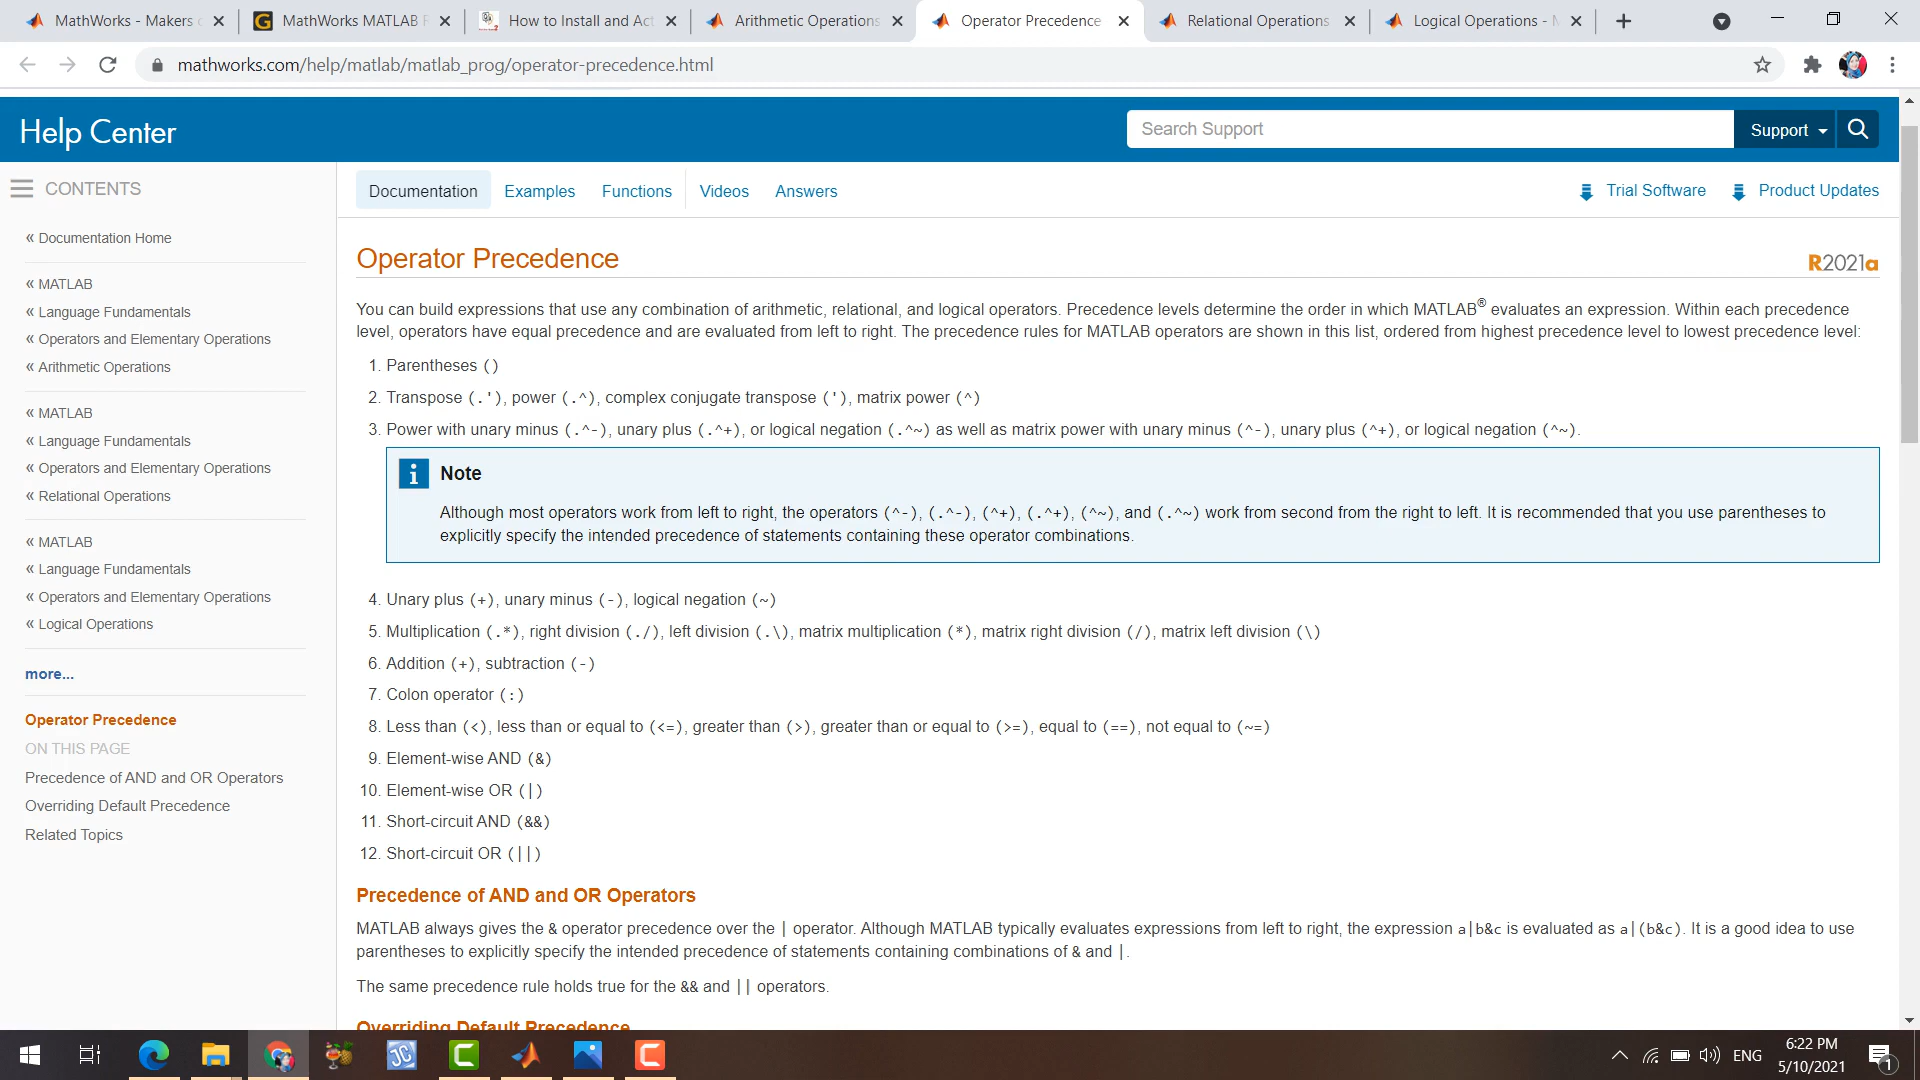 MathWorks - Makers
MathWorks MATLAB
How to Install and Act
Arithmetic Operations
Operator Precedence
Relational Operations
Logical Operations -
mathworks.com/help/matlab/matlab_prog/operator-precedence.html
Help Center
Search Support
Support
CONTENTS
Documentation
Examples
Functions
Videos
Answers
Trial Software
Product Updates
« Documentation Home
« MATLAB
« Language Fundamentals
« Operators and Elementary Operations
« Arithmetic Operations
« MATLAB
« Language Fundamentals
« Operators and Elementary Operations
« Relational Operations
« MATLAB
« Language Fundamentals
« Operators and Elementary Operations
« Logical Operations
more...
Operator Precedence
ON THIS PAGE
Precedence of AND and OR Operators
Overriding Default Precedence
Related Topics
Operator Precedence
R2021a
You can build expressions that use any combination of arithmetic, relational, and logical operators. Precedence levels determine the order in which MATLAB® evaluates an expression. Within each precedence
level, operators have equal precedence and are evaluated from left to right. The precedence rules for MATLAB operators are shown in this list, ordered from highest precedence level to lowest precedence level:
1. Parentheses ()
2. Transpose (.'), power (.^), complex conjugate transpose ('), matrix power (^)
3. Power with unary minus (.^-), unary plus (.^+), or logical negation (.^~) as well as matrix power with unary minus (^-), unary plus (^+), or logical negation (^~).
Note
Although most operators work from left to right, the operators (^-), (.^-), (^+), (.^+), (^~), and (.^~) work from second from the right to left. It is recommended that you use parentheses to
explicitly specify the intended precedence of statements containing these operator combinations.
4. Unary plus (+), unary minus (-), logical negation (~)
5. Multiplication (.*), right division (./), left division (.\), matrix multiplication (*), matrix right division (/), matrix left division (\)
6. Addition (+), subtraction (-)
7. Colon operator (:)
8. Less than (<), less than or equal to (<=), greater than (>), greater than or equal to (>=), equal to (==), not equal to (~=)
9. Element-wise AND (&)
10. Element-wise OR (|)
11. Short-circuit AND (&&)
12. Short-circuit OR (||)
Precedence of AND and OR Operators
MATLAB always gives the & operator precedence over the | operator. Although MATLAB typically evaluates expressions from left to right, the expression a|b&c is evaluated as a|(b&c). It is a good idea to use
parentheses to explicitly specify the intended precedence of statements containing combinations of & and |.
The same precedence rule holds true for the && and || operators.
Overriding Default Precedence
ENG
6:22 PM
5/10/2021
1